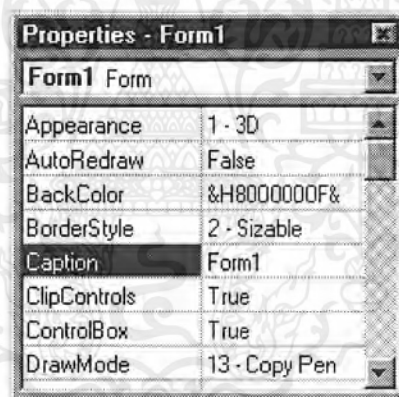 Properties - Form1
Form1 Form
Appearance 1 - 3D
AutoRedraw False
BackColor &H8000000F&
BorderStyle 2 - Sizable
Caption Form1
ClipControls True
ControlBox True
DrawMode 13 - Copy Pen